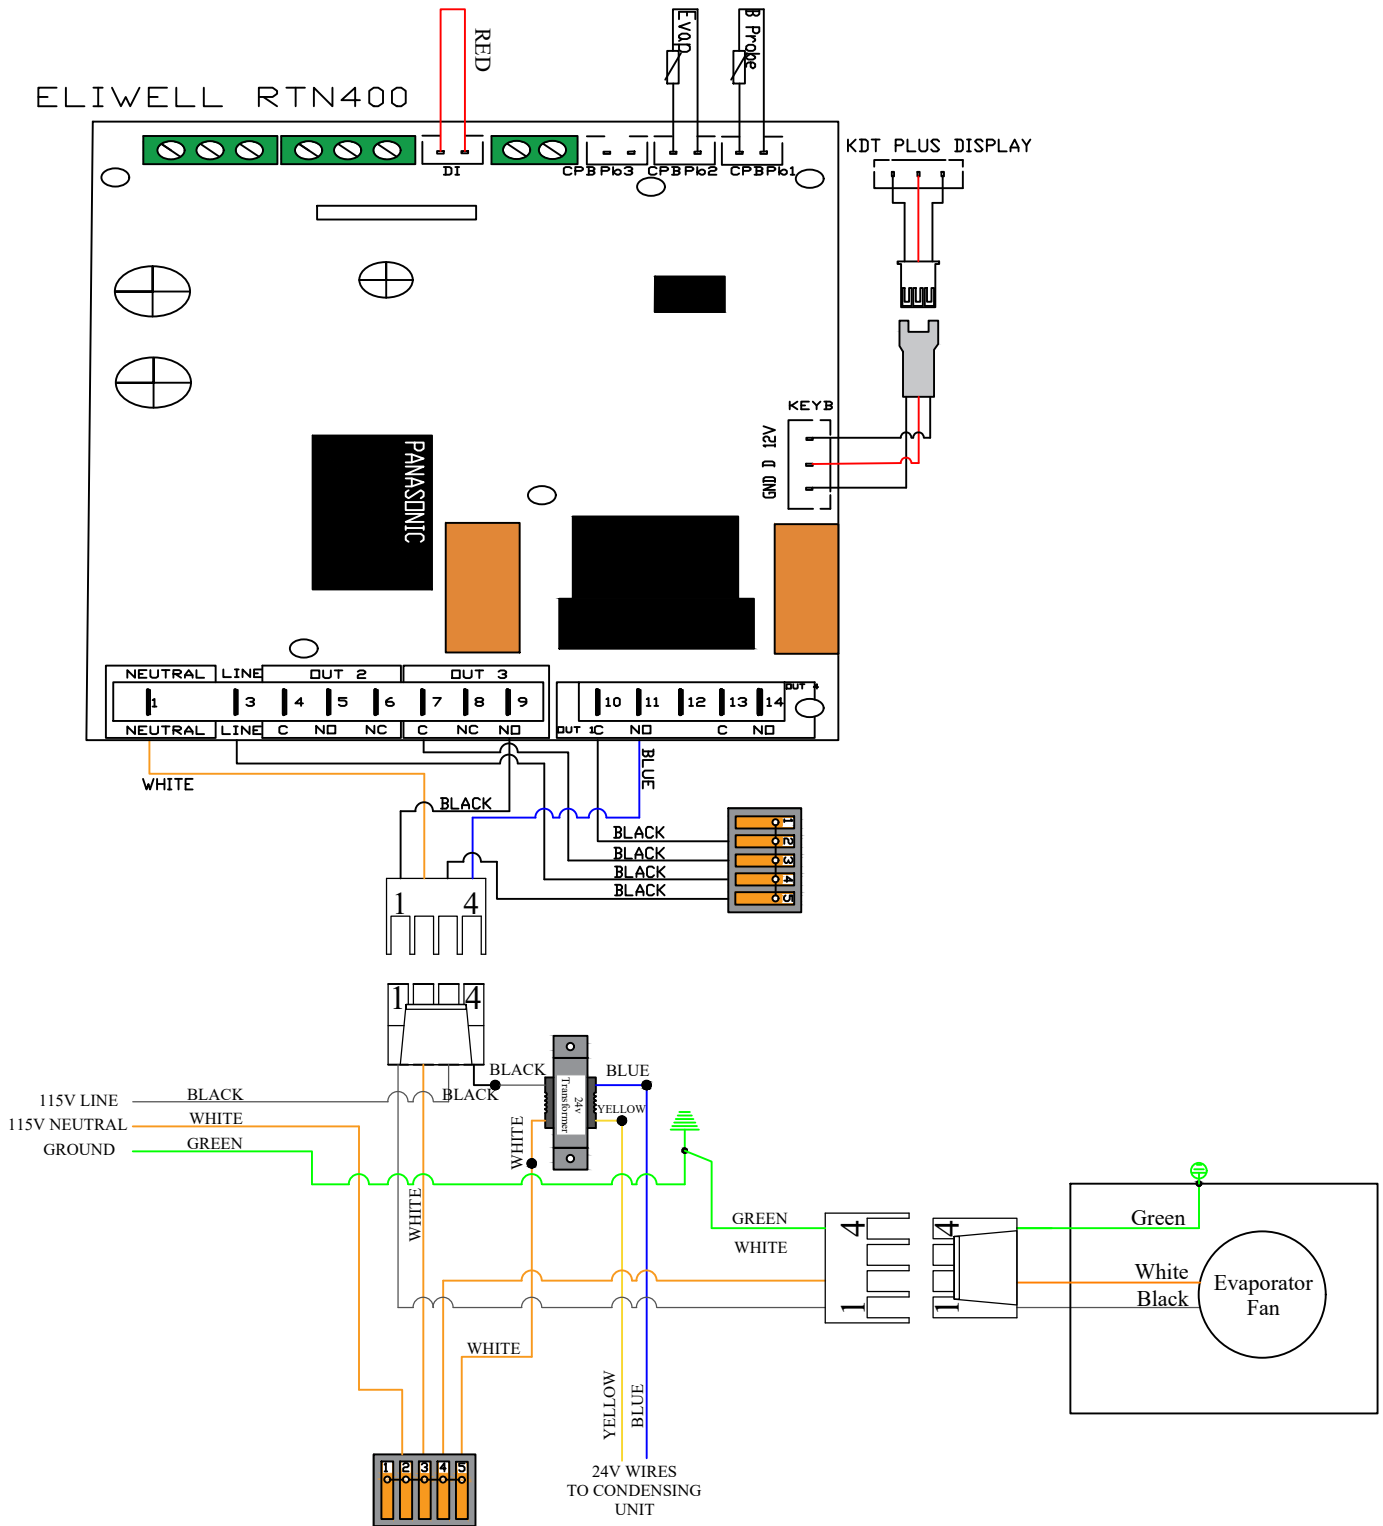 RED
Evap
B Probe
ELIWELL RTN400
DI
CPB Pb3 CPB Pb2 CPB Pb1
KDT PLUS DISPLAY
KEYB
GND D 12V
PANASONIC
NEUTRAL LINE OUT 2 OUT 3
OUT 4
1 3 4 5 6 7 8 9 10 11 12 13 14
NEUTRAL LINE C NO NC C NC NO OUT 1 C NO C NO
WHITE
BLUE
BLACK
BLACK
BLACK
BLACK
BLACK
1
2
3
4
5
1 4
1 4
BLACK
BLUE
24v
Transformer
YELLOW
115V LINE BLACK
BLACK
115V NEUTRAL WHITE
WHITE
GROUND GREEN
WHITE
GREEN
WHITE
4
1
4
1
Green
White
Black
Evaporator
Fan
WHITE
YELLOW
BLUE
1 2 3 4 5
24V WIRES
TO CONDENSING
UNIT